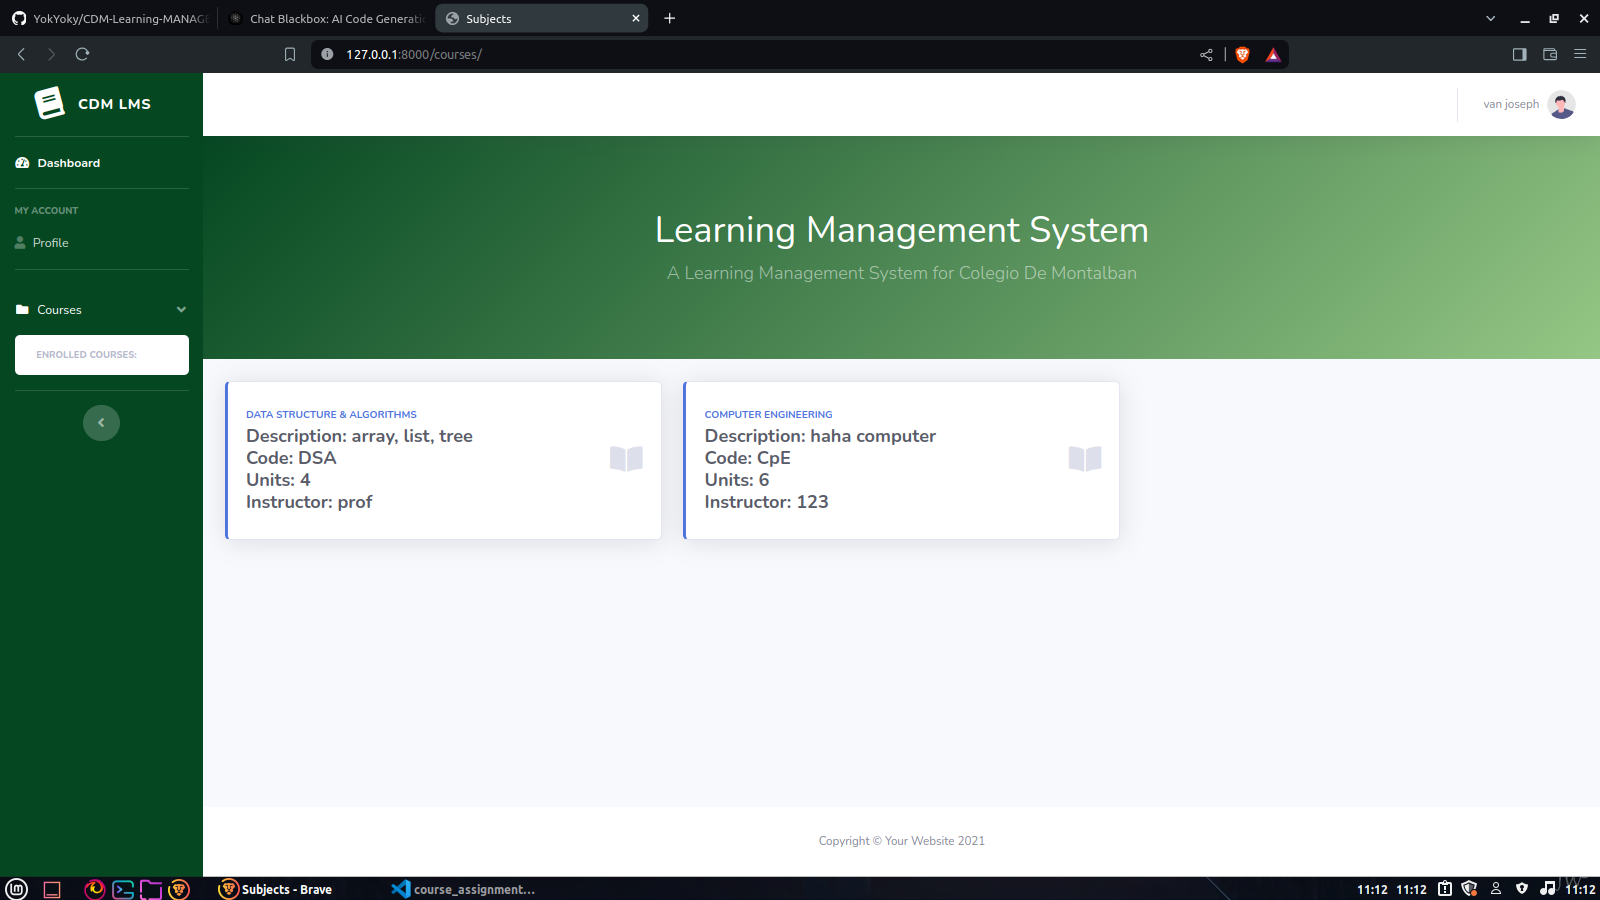 YokYoky/CDM-Learning-MANAGE
Chat Blackbox: AI Code Generati
Subjects
127.0.0.1:8000/courses/
CDM LMS
van joseph
Dashboard
MY ACCOUNT
Profile
Courses
ENROLLED COURSES:
Learning Management System
A Learning Management System for Colegio De Montalban
DATA STRUCTURE & ALGORITHMS
Description: array, list, tree
Code: DSA
Units: 4
Instructor: prof
COMPUTER ENGINEERING
Description: haha computer
Code: CpE
Units: 6
Instructor: 123
Copyright © Your Website 2021
Subjects - Brave
course_assignment...
11:12 11:12
11:12